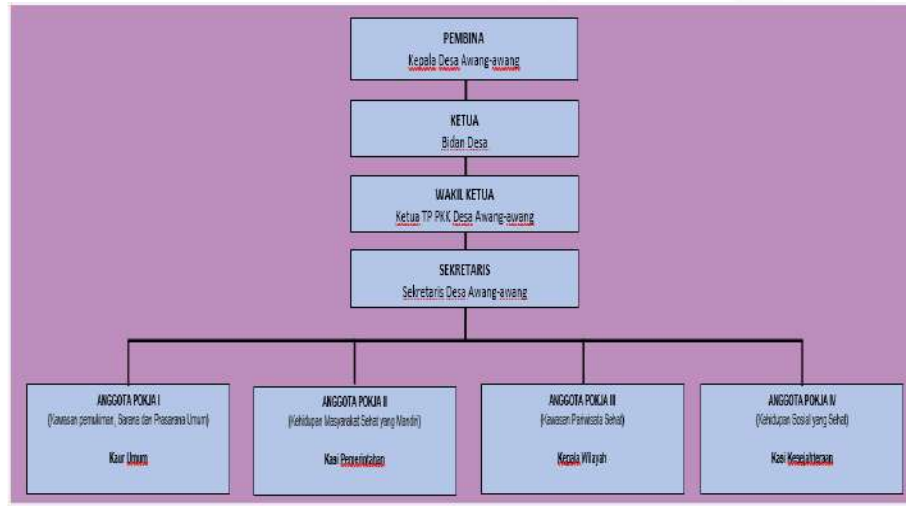 PEMBINA
Kepala Desa Awang-awang
KETUA
Bidan Desa
WAKIL KETUA
Ketua TP PKK Desa Awang-awang
SEKRETARIS
Sekretaris Desa Awang-awang
ANGGOTA POKJA I
(Kawasan pemukiman, Sarana dan Prasarana Umum)
Kaur Umum
ANGGOTA POKJA II
(Kehidupan Masyarakat Sehat yang Mandiri)
Kasi Pemerintahan
ANGGOTA POKJA III
(Kawasan Pariwisata Sehat)
Kepala Wilayah
ANGGOTA POKJA IV
(Kehidupan Sosial yang Sehat)
Kasi Kesejahteraan